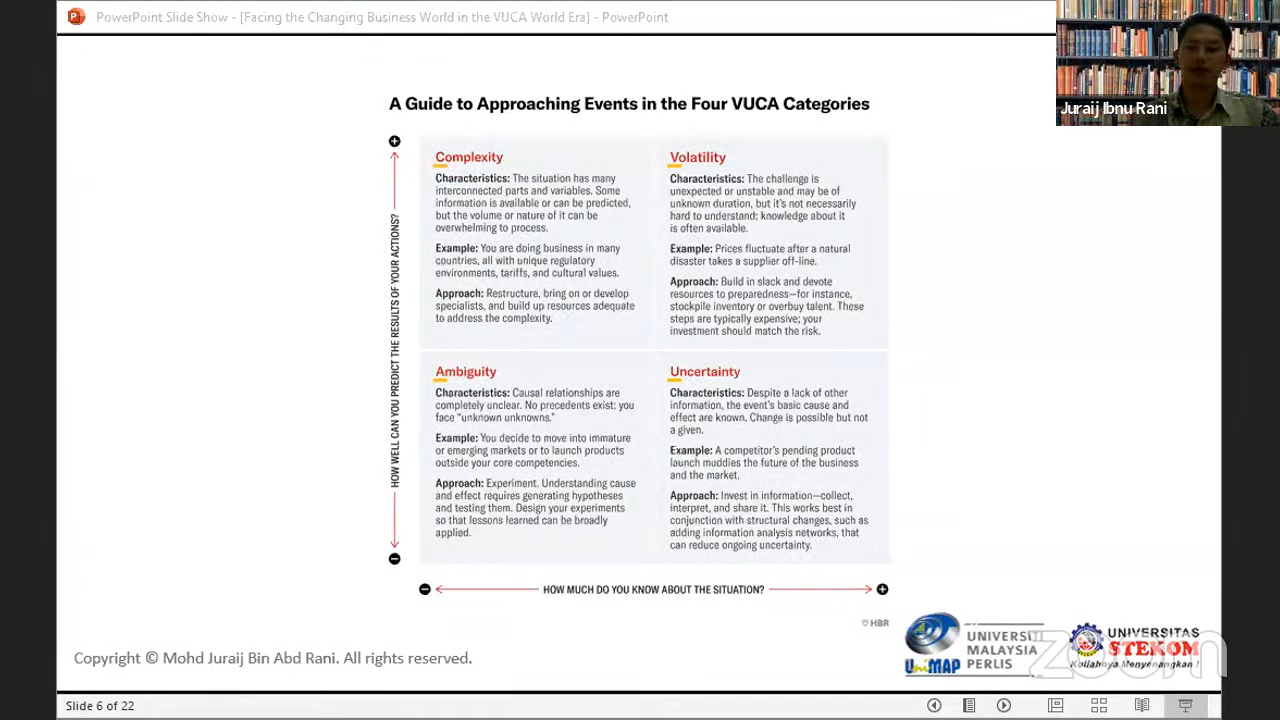 PowerPoint Slide Show - [Facing the Changing Business World in the VUCA World Era] - PowerPoint
Juraij Ibnu Rani
A Guide to Approaching Events in the Four VUCA Categories
HOW WELL CAN YOU PREDICT THE RESULTS OF YOUR ACTIONS?
Complexity
Characteristics: The situation has many
interconnected parts and variables. Some
information is available or can be predicted,
but the volume or nature of it can be
overwhelming to process.
Example: You are doing business in many
countries, all with unique regulatory
environments, tariffs, and cultural values.
Approach: Restructure, bring on or develop
specialists, and build up resources adequate
to address the complexity.
Volatility
Characteristics: The challenge is
unexpected or unstable and may be of
unknown duration, but it's not necessarily
hard to understand; knowledge about it
is often available.
Example: Prices fluctuate after a natural
disaster takes a supplier off-line.
Approach: Build in slack and devote
resources to preparedness—for instance,
stockpile inventory or overbuy talent. These
steps are typically expensive; your
investment should match the risk.
Ambiguity
Characteristics: Causal relationships are
completely unclear. No precedents exist; you
face "unknown unknowns."
Example: You decide to move into immature
or emerging markets or to launch products
outside your core competencies.
Approach: Experiment. Understanding cause
and effect requires generating hypotheses
and testing them. Design your experiments
so that lessons learned can be broadly
applied.
Uncertainty
Characteristics: Despite a lack of other
information, the event's basic cause and
effect are known. Change is possible but not
a given.
Example: A competitor's pending product
launch muddies the future of the business
and the market.
Approach: Invest in information—collect,
interpret, and share it. This works best in
conjunction with structural changes, such as
adding information analysis networks, that
can reduce ongoing uncertainty.
HOW MUCH DO YOU KNOW ABOUT THE SITUATION?
HBR
UniMAP
UNIVERSITI
MALAYSIA
PERLIS
UNIVERSITAS
STEKOM
Kuliahnya Menyenangkan !
zoom
Copyright © Mohd Juraij Bin Abd Rani. All rights reserved.
Slide 6 of 22